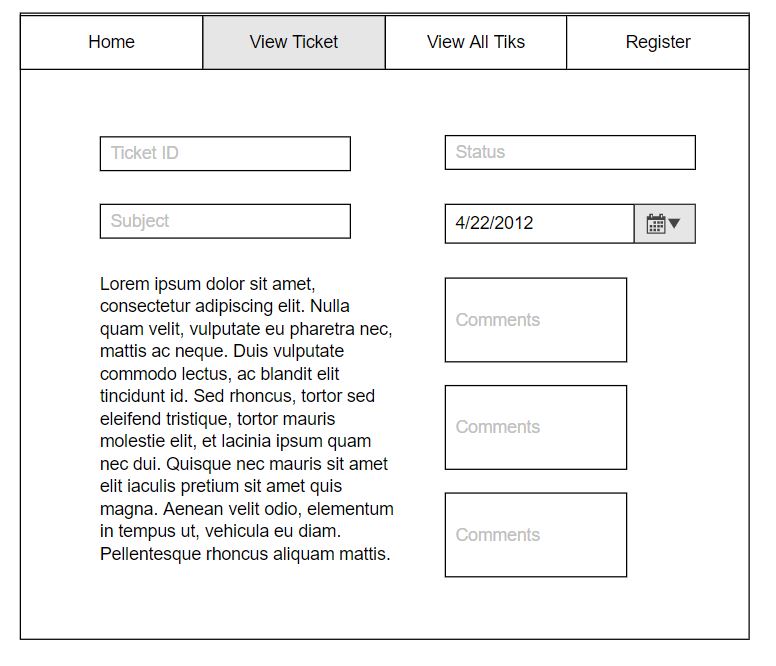 Home
View Ticket
View All Tiks
Register
Ticket ID
Status
Subject
4/22/2012
Lorem ipsum dolor sit amet,
consectetur adipiscing elit. Nulla
quam velit, vulputate eu pharetra nec,
mattis ac neque. Duis vulputate
commodo lectus, ac blandit elit
tincidunt id. Sed rhoncus, tortor sed
eleifend tristique, tortor mauris
molestie elit, et lacinia ipsum quam
nec dui. Quisque nec mauris sit amet
elit iaculis pretium sit amet quis
magna. Aenean velit odio, elementum
in tempus ut, vehicula eu diam.
Pellentesque rhoncus aliquam mattis.
Comments
Comments
Comments